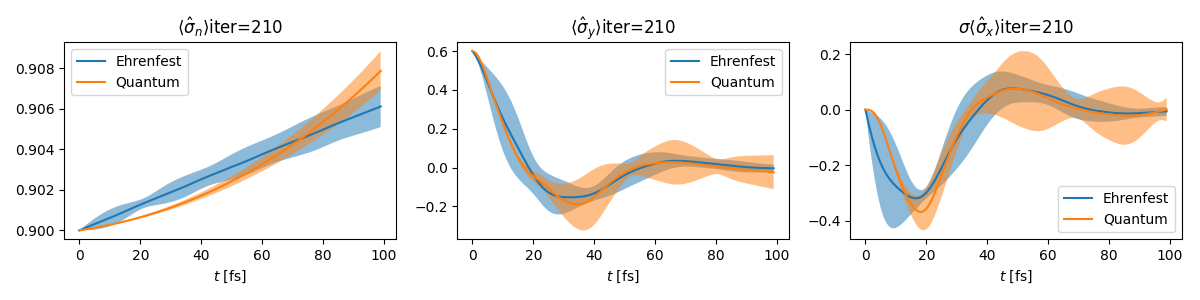 ⟨σ̂ₙ⟩iter=210
0.908
0.906
0.904
0.902
0.900
Ehrenfest
Quantum
0 20 40 60 80 100
t [fs]
⟨σ̂ᵧ⟩iter=210
0.6
0.4
0.2
0.0
−0.2
Ehrenfest
Quantum
0 20 40 60 80 100
t [fs]
σ⟨σ̂ₓ⟩iter=210
0.2
0.0
−0.2
−0.4
Ehrenfest
Quantum
0 20 40 60 80 100
t [fs]